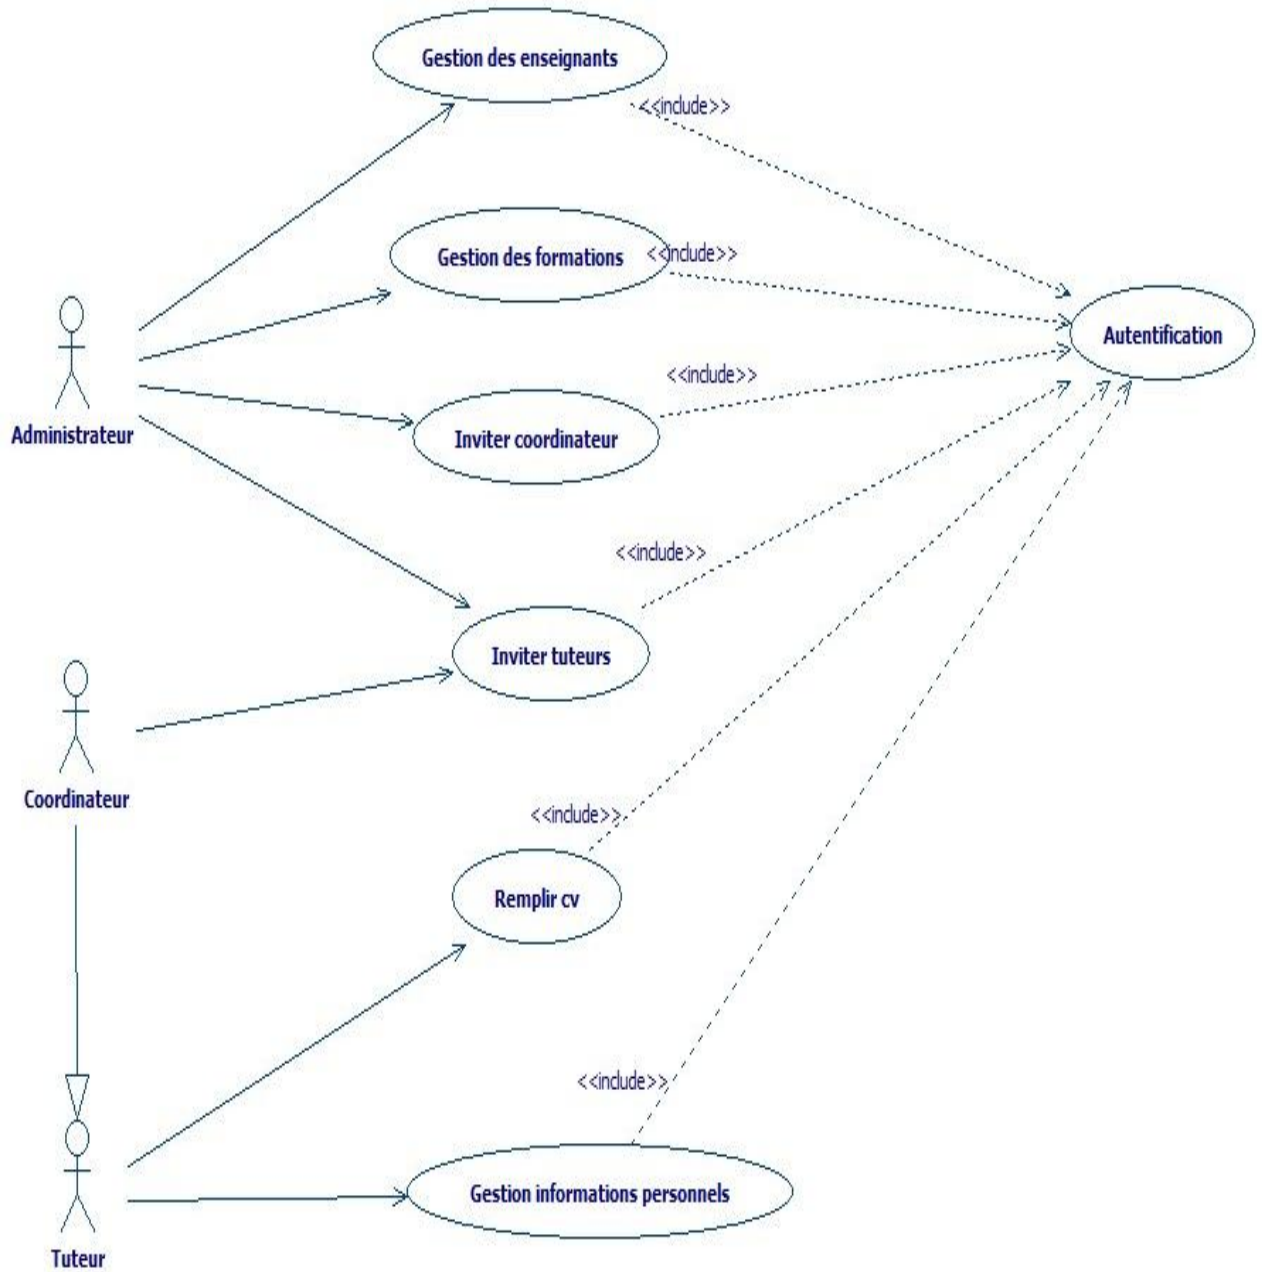 Gestion des enseignants
<<include>>
Gestion des formations
<<include>>
Autentification
<<include>>
Administrateur
Inviter coordinateur
<<include>>
Inviter tuteurs
Coordinateur
<<include>>
Remplir cv
<<include>>
Gestion informations personnels
Tuteur